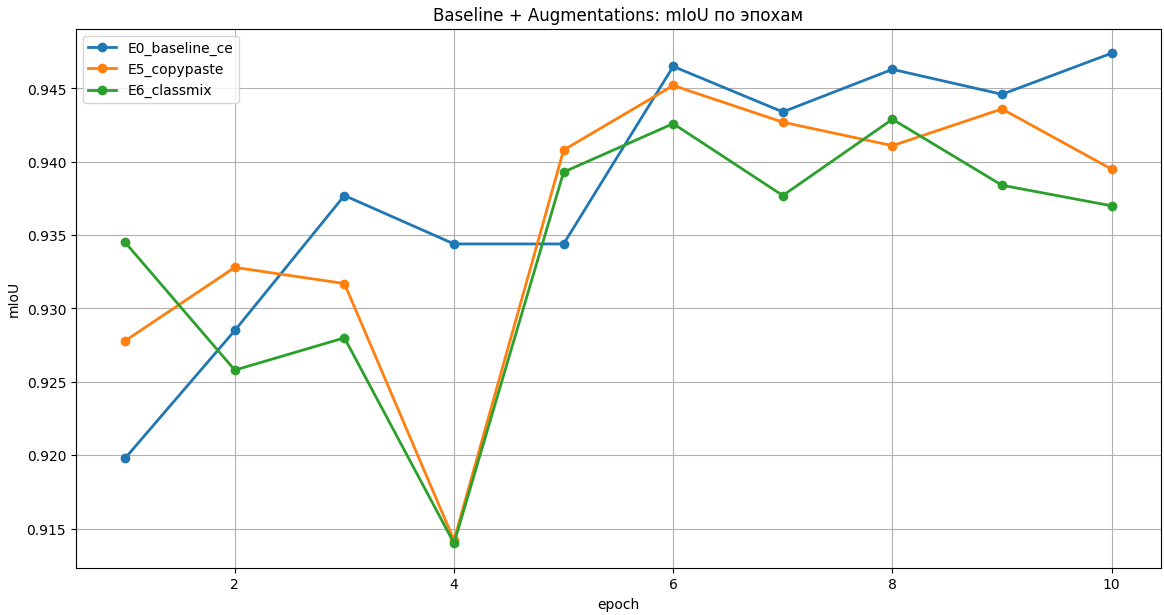 Baseline + Augmentations: mIoU по эпохам
E0_baseline_ce
E5_copypaste
E6_classmix
0.945
0.940
0.935
0.930
0.925
0.920
0.915
mIoU
2
4
6
8
10
epoch